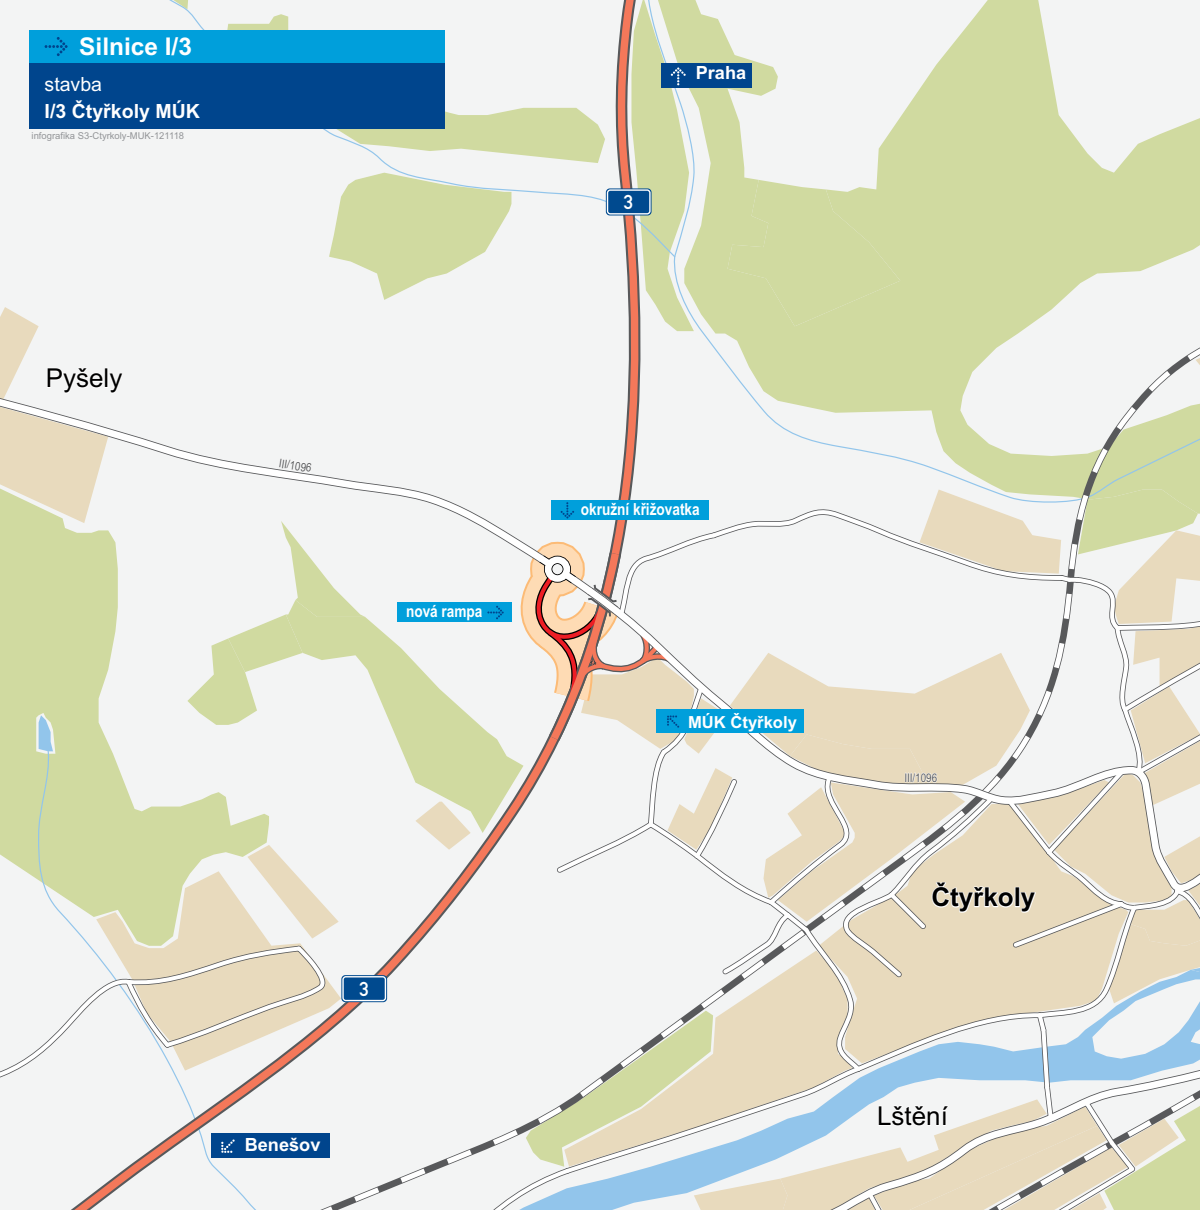 Silnice I/3
stavba
I/3 Čtyřkoly MÚK
infografika S3-Ctyrkoly-MUK-121118
Praha
3
Pyšely
III/1096
okružní křižovatka
nová rampa
MÚK Čtyřkoly
III/1096
Čtyřkoly
3
Lštění
Benešov